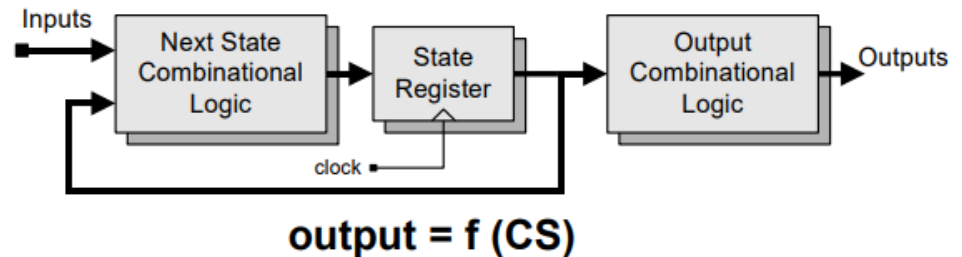 Inputs
Next State
Combinational
Logic
State
Register
clock
Output
Combinational
Logic
Outputs
output = f (CS)